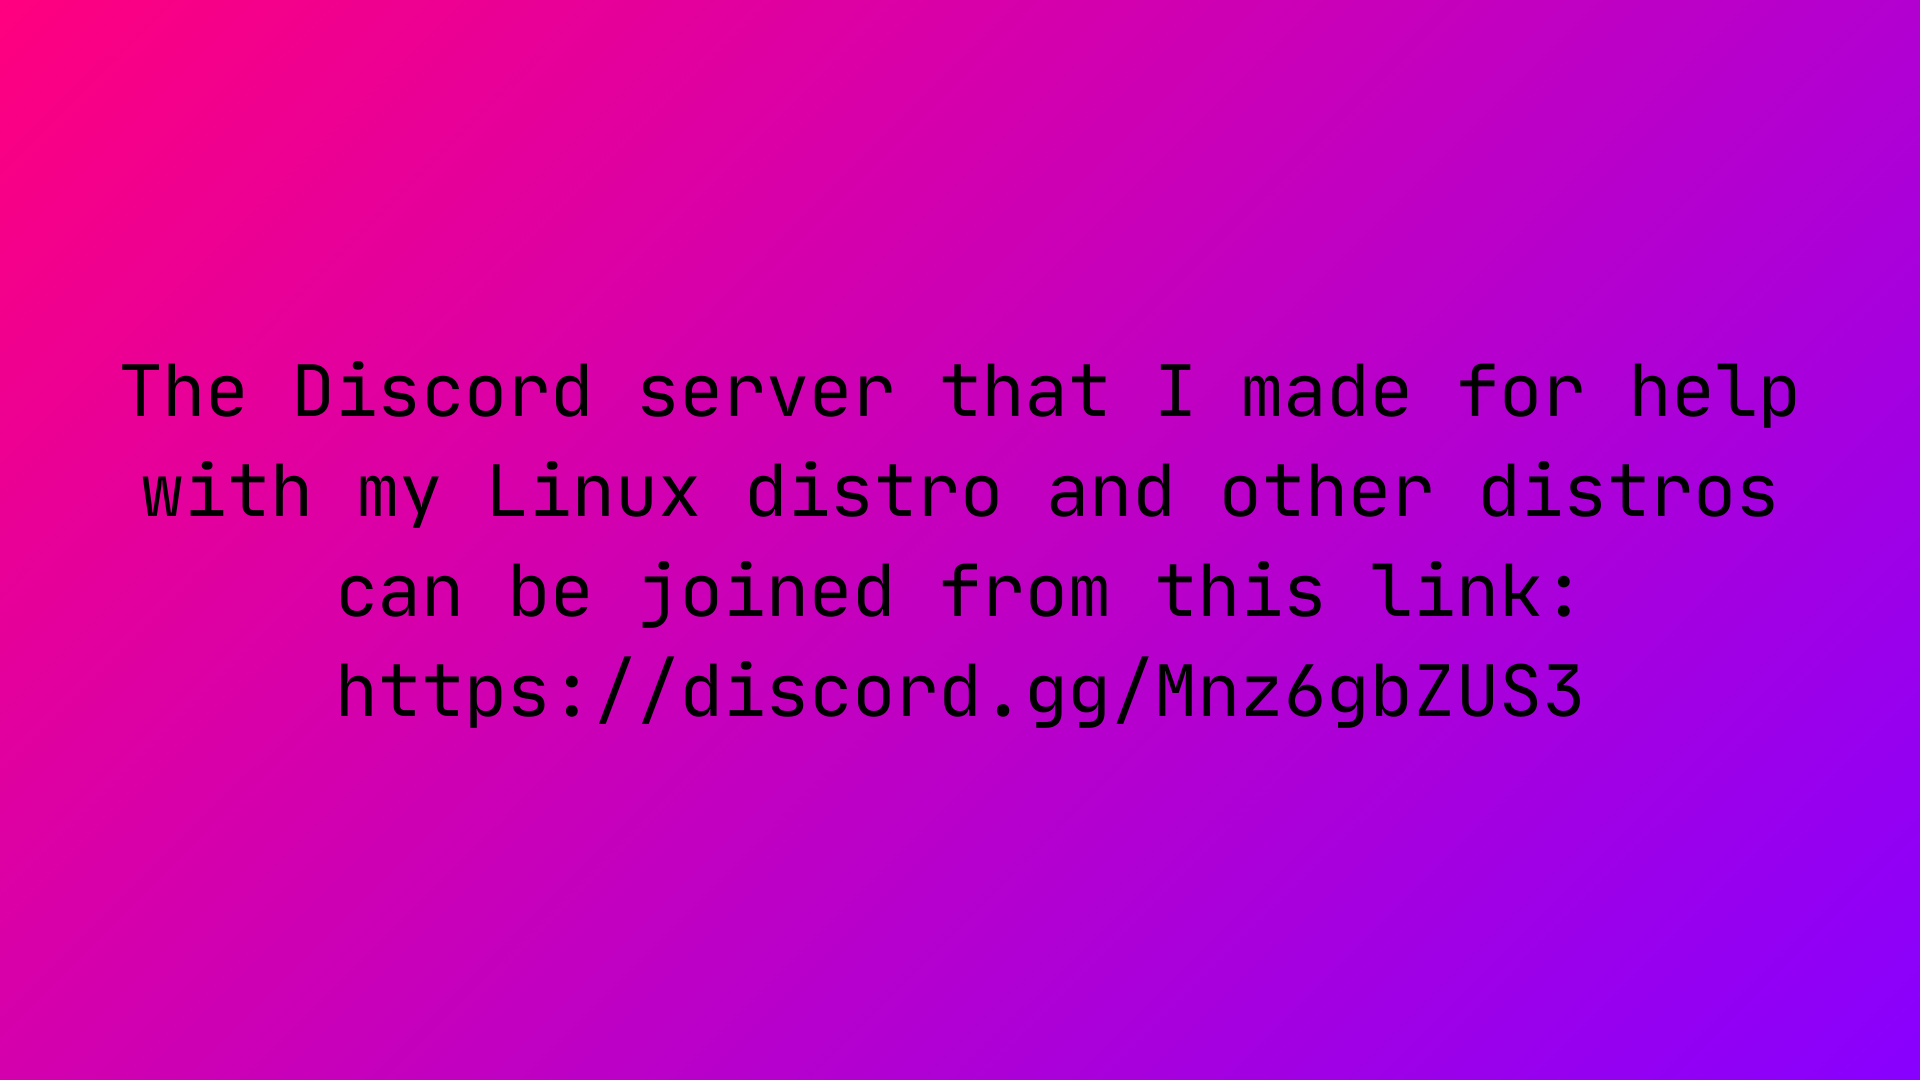 The Discord server that I made for help
with my Linux distro and other distros
can be joined from this link:
https://discord.gg/Mnz6gbZUS3